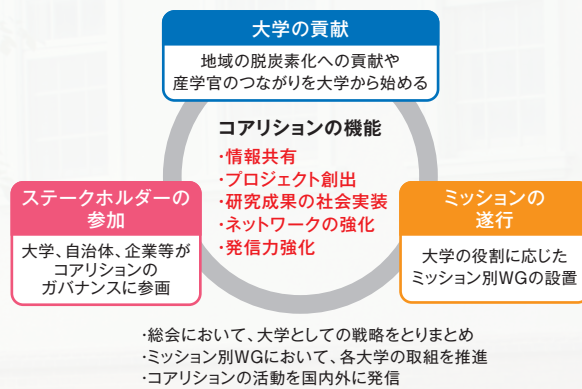 大学の貢献
地域の脱炭素化への貢献や
産学官のつながりを大学から始める
コアリションの機能
・情報共有
・プロジェクト創出
・研究成果の社会実装
・ネットワークの強化
・発信力強化
ステークホルダーの
参加
大学、自治体、企業等が
コアリションの
ガバナンスに参画
ミッションの
遂行
大学の役割に応じた
ミッション別WGの設置
・総会において、大学としての戦略をとりまとめ
・ミッション別WGにおいて、各大学の取組を推進
・コアリションの活動を国内外に発信